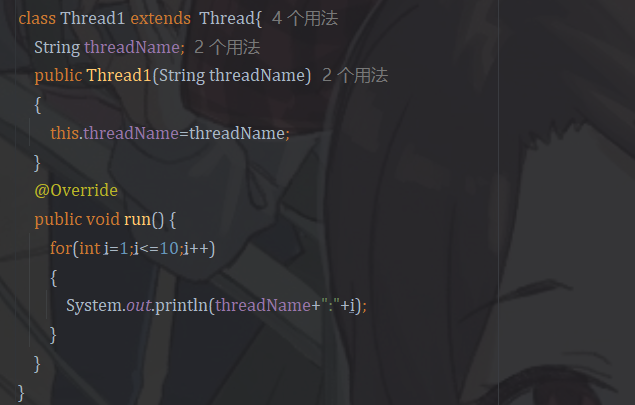 class Thread1 extends  Thread{  4 个用法
    String threadName;  2 个用法
    public Thread1(String threadName)  2 个用法
    {
        this.threadName=threadName;
    }
    @Override
    public void run() {
        for(int i=1;i<=10;i++)
        {
            System.out.println(threadName+":"+i);
        }
    }
}